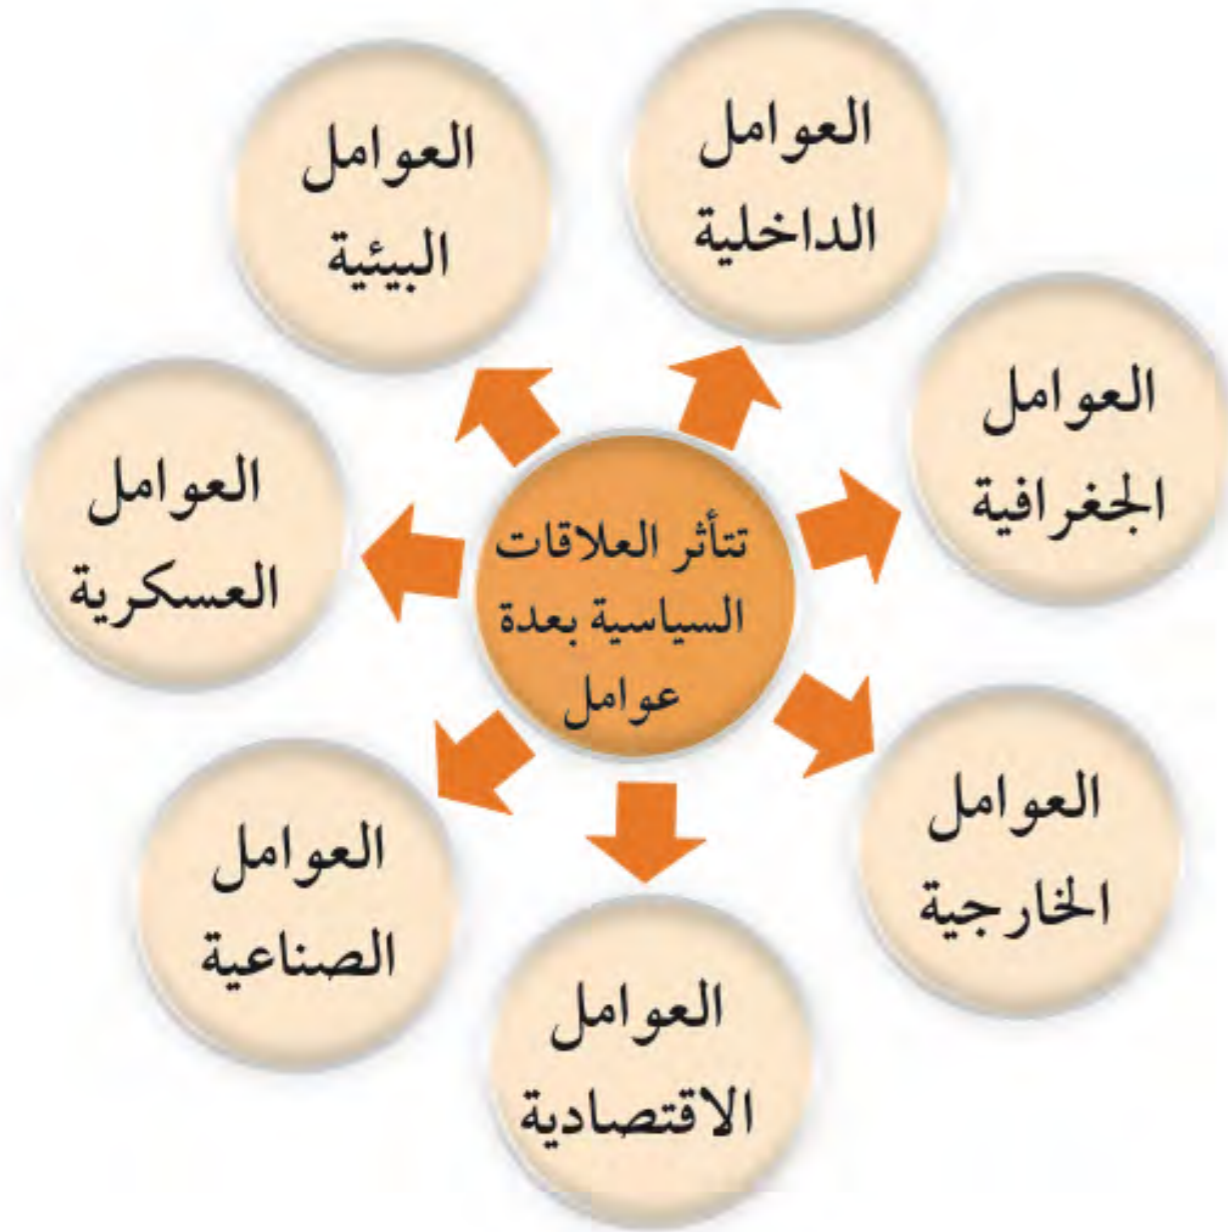 تتأثر العلاقات
السياسية بعدة
عوامل
العوامل
الداخلية
العوامل
الجغرافية
العوامل
الخارجية
العوامل
الاقتصادية
العوامل
الصناعية
العوامل
العسكرية
العوامل
البيئية